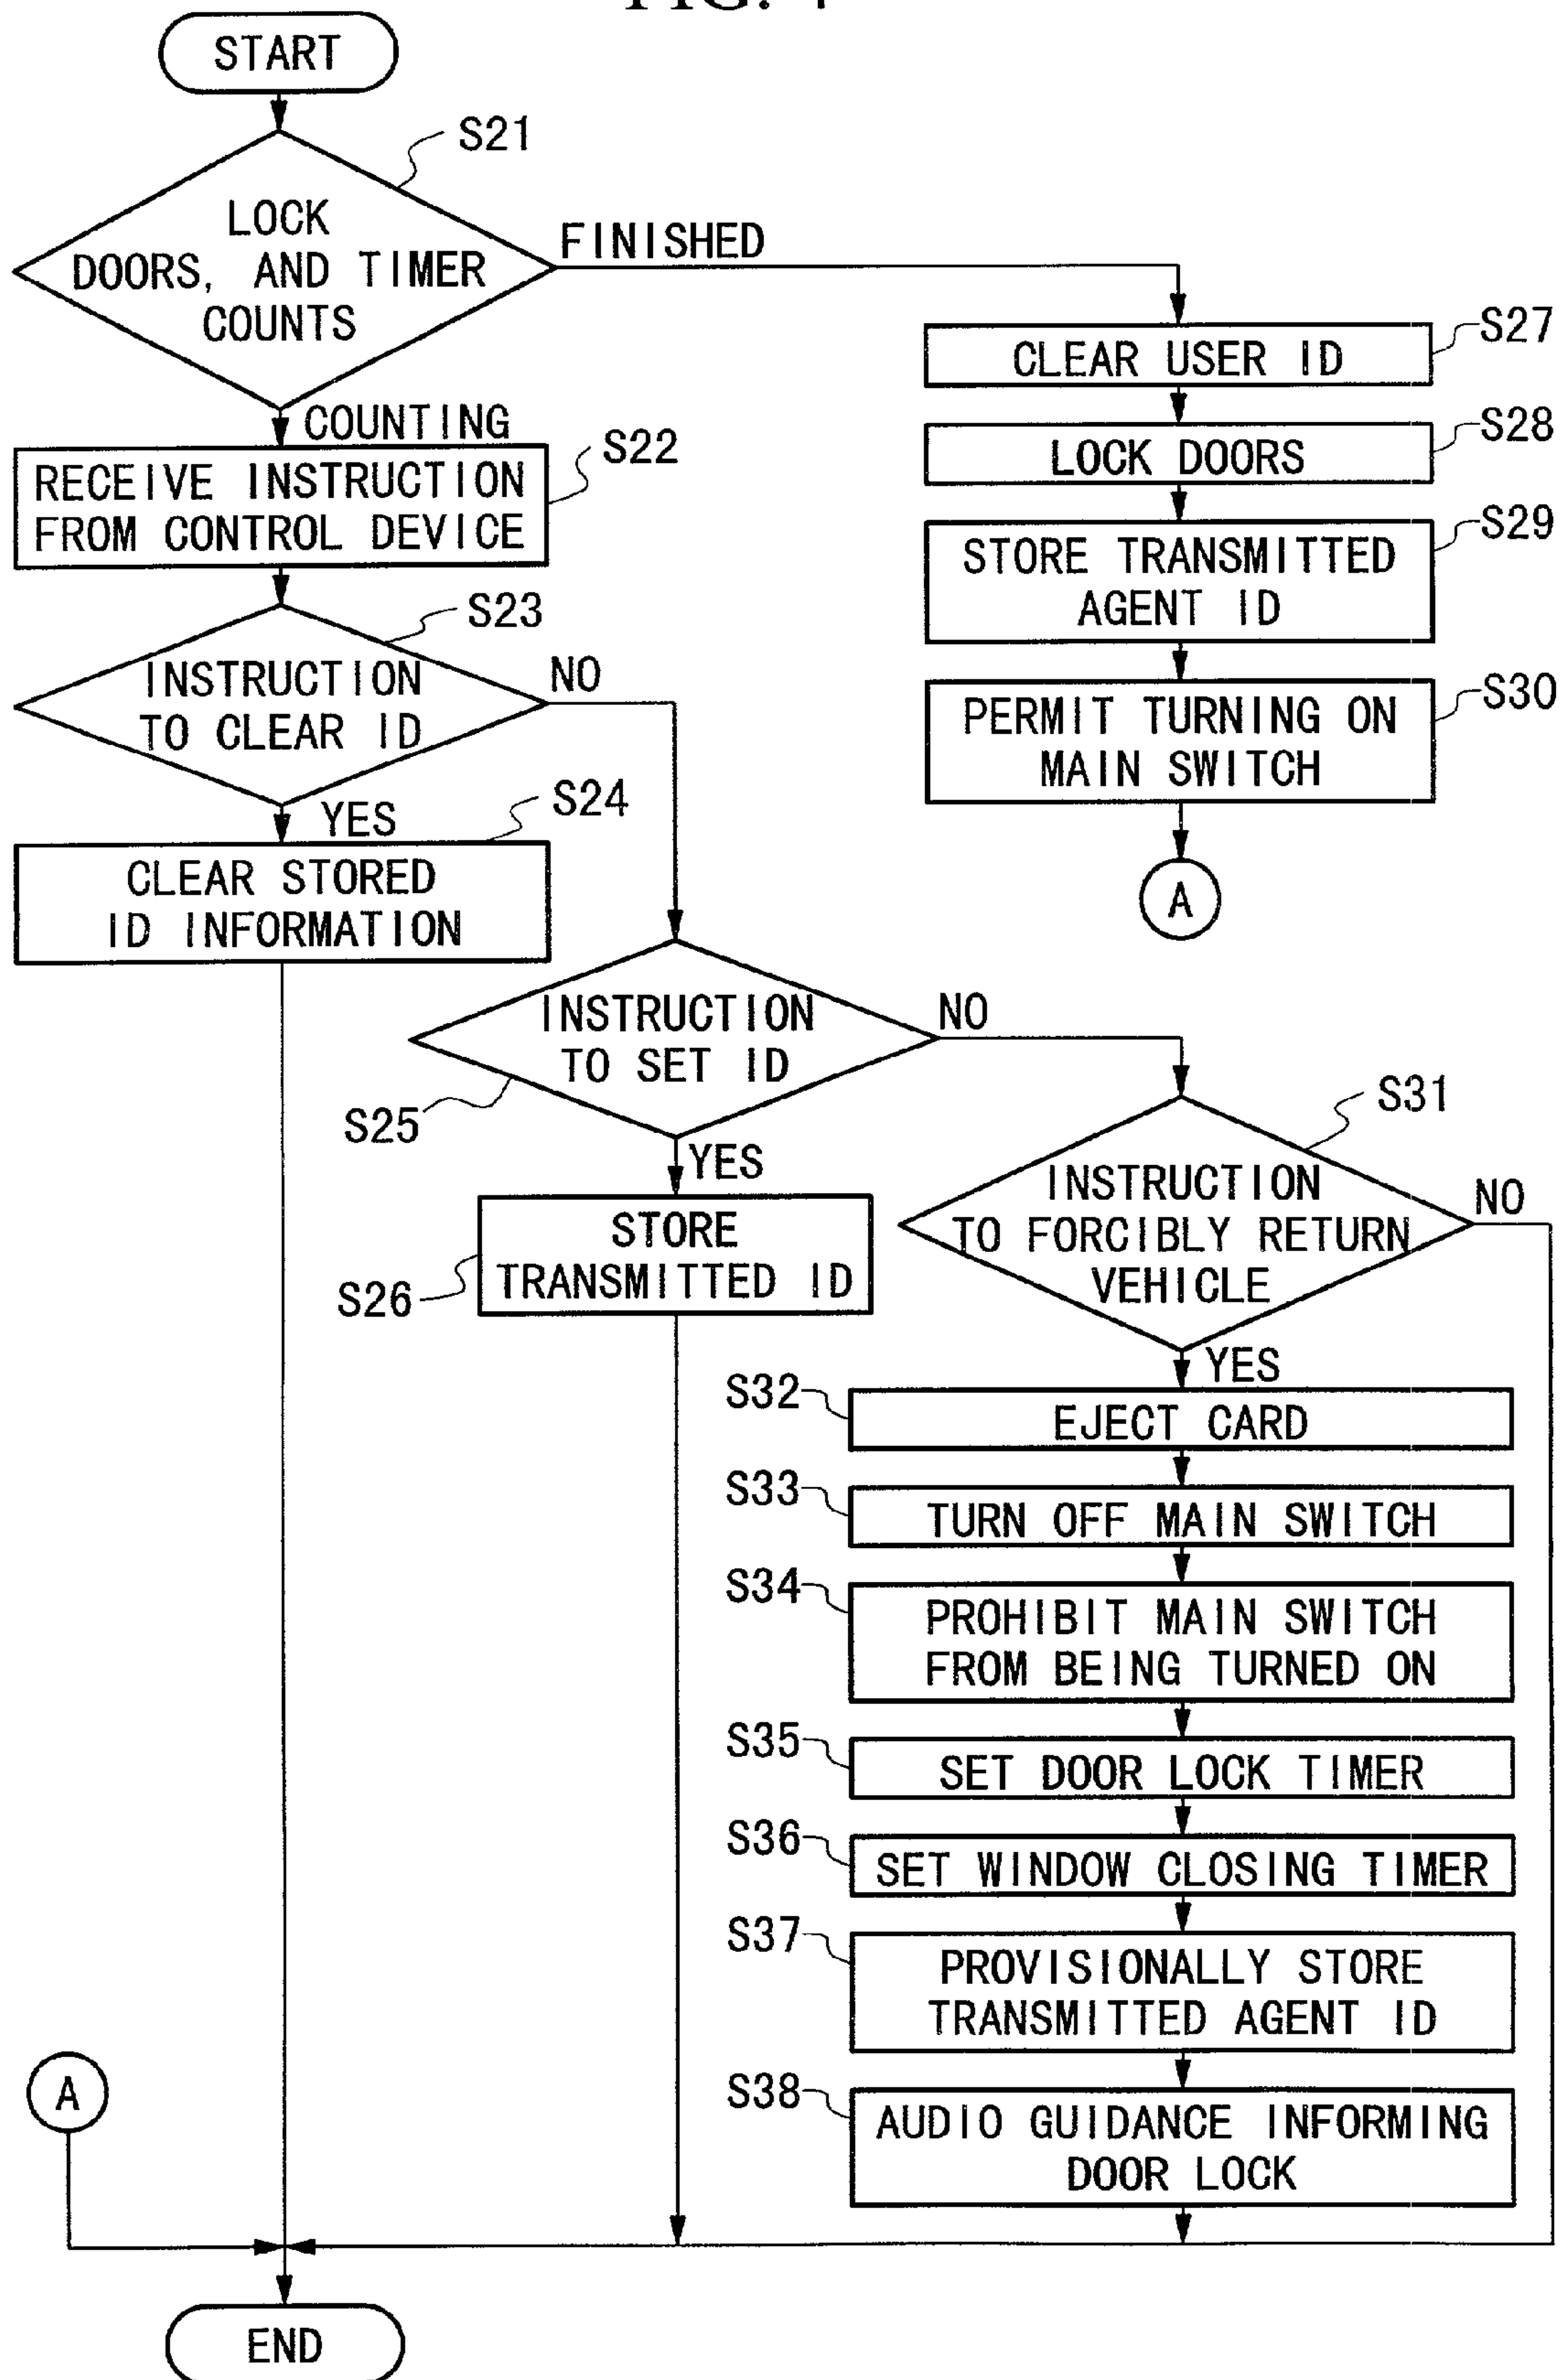 START
S21
LOCK
DOORS, AND TIMER
COUNTS
FINISHED
COUNTING
S22
RECEIVE INSTRUCTION
FROM CONTROL DEVICE
S23
INSTRUCTION
TO CLEAR ID
NO
YES
S24
CLEAR STORED
ID INFORMATION
S27
CLEAR USER ID
S28
LOCK DOORS
S29
STORE TRANSMITTED
AGENT ID
S30
PERMIT TURNING ON
MAIN SWITCH
A
INSTRUCTION
TO SET ID
NO
S25
YES
STORE
TRANSMITTED ID
S26
S31
INSTRUCTION
TO FORCIBLY RETURN
VEHICLE
NO
YES
S32
EJECT CARD
S33
TURN OFF MAIN SWITCH
S34
PROHIBIT MAIN SWITCH
FROM BEING TURNED ON
S35
SET DOOR LOCK TIMER
S36
SET WINDOW CLOSING TIMER
S37
PROVISIONALLY STORE
TRANSMITTED AGENT ID
S38
AUDIO GUIDANCE INFORMING
DOOR LOCK
A
END